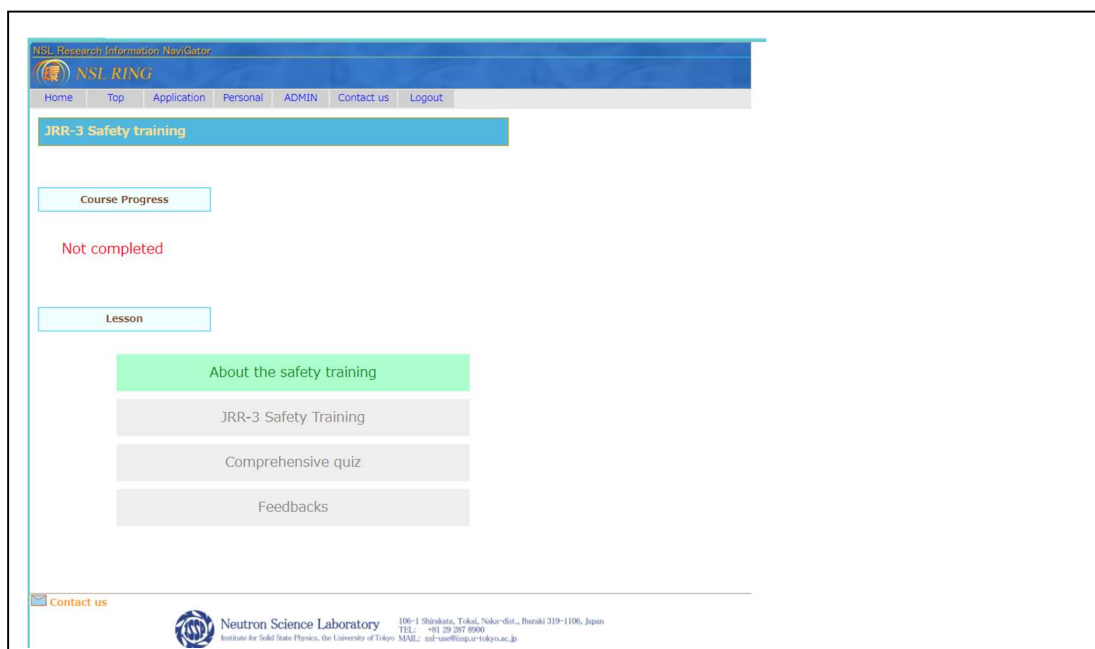 NSL Research Information NaviGator
環 NSL RING
Home Top Application Personal ADMIN Contact us Logout
JRR-3 Safety training
Course Progress
Not completed
Lesson
About the safety training
JRR-3 Safety Training
Comprehensive quiz
Feedbacks
Contact us
ISSP Neutron Science Laboratory
Institute for Solid State Physics, the University of Tokyo
106-1 Shirakata, Tokai, Naka-dist., Ibaraki 319-1106, Japan
TEL: +81 29 287 8900
MAIL: nsl-use@issp.u-tokyo.ac.jp